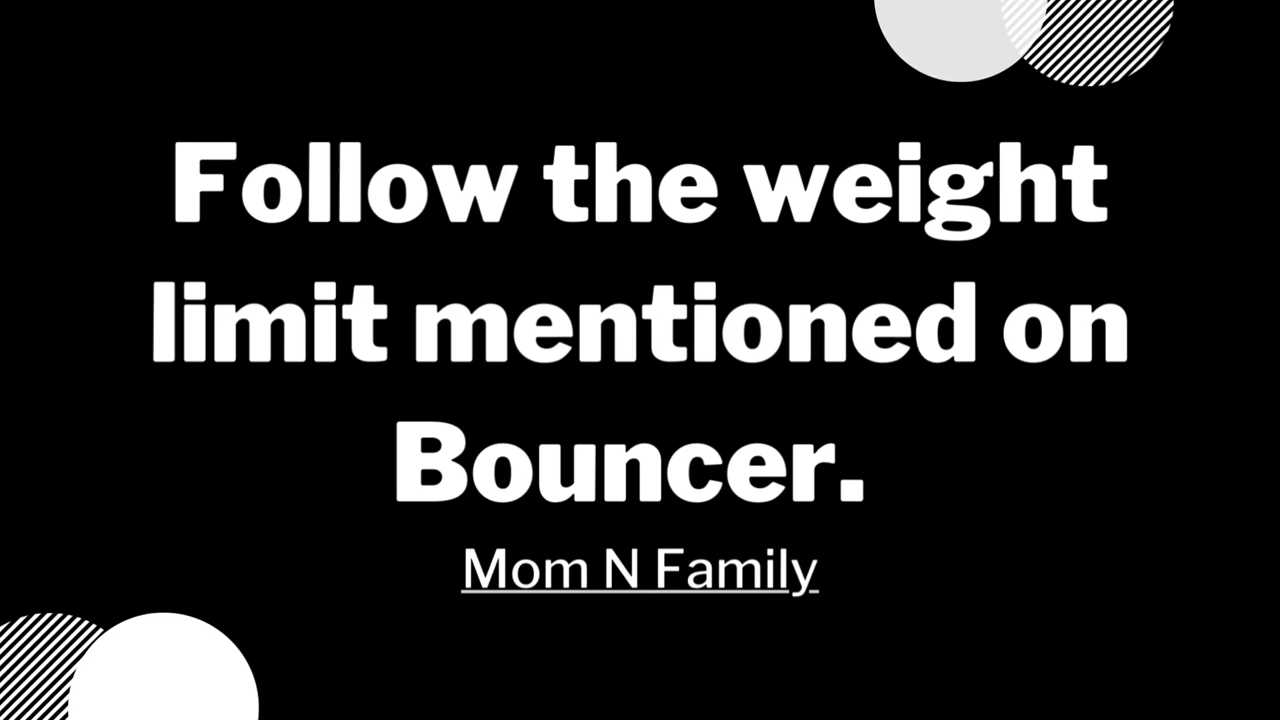 Follow the weight
limit mentioned on
Bouncer.
Mom N Family